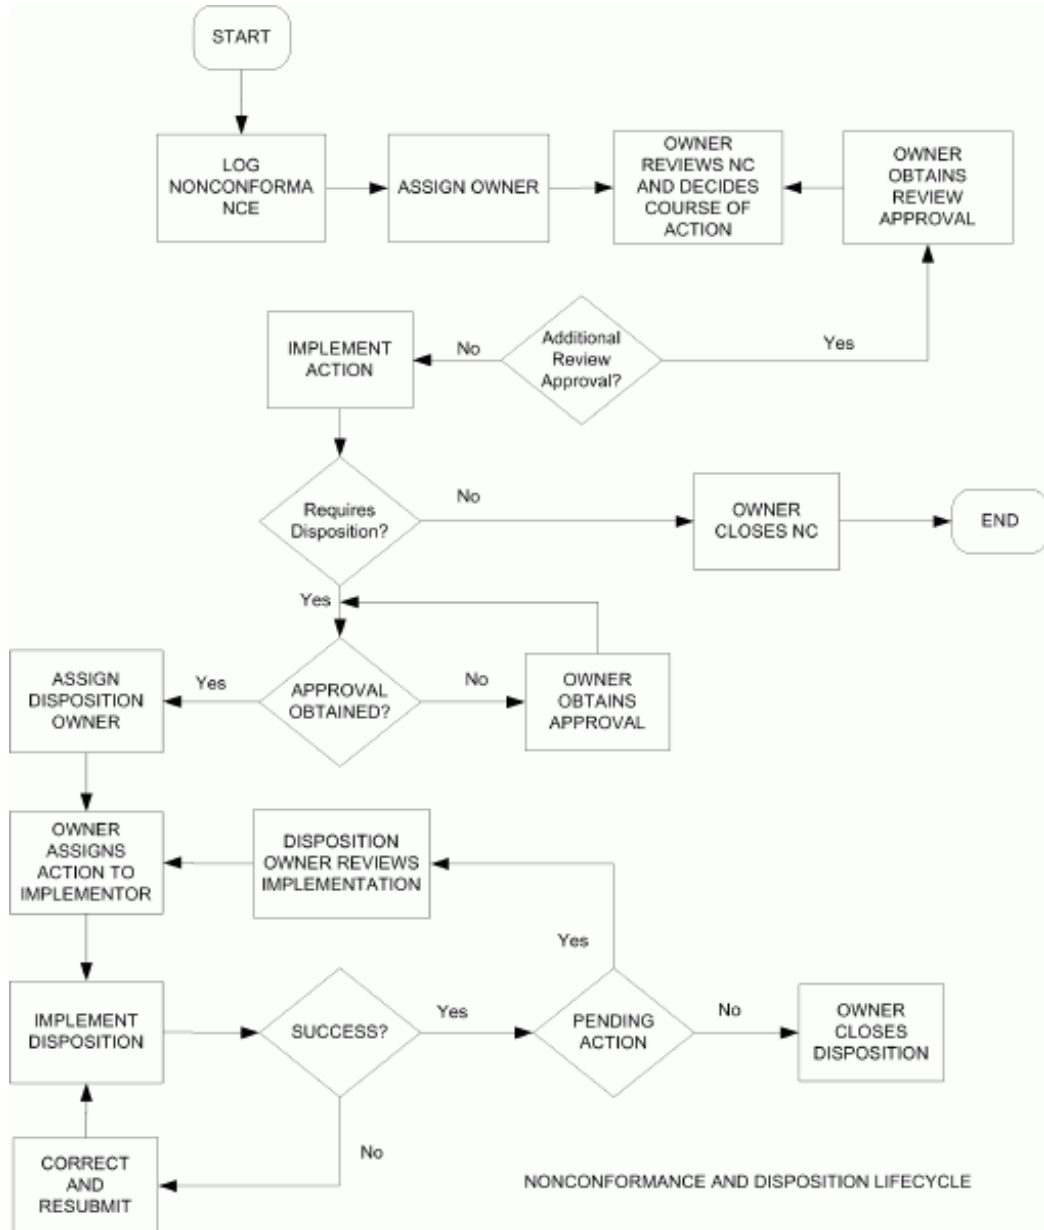 START
LOG
NONCONFORMA
NCE
ASSIGN OWNER
OWNER
REVIEWS NC
AND DECIDES
COURSE OF
ACTION
OWNER
OBTAINS
REVIEW
APPROVAL
IMPLEMENT
ACTION
No
Additional
Review
Approval?
Yes
Requires
Disposition?
No
OWNER
CLOSES NC
END
Yes
ASSIGN
DISPOSITION
OWNER
Yes
APPROVAL
OBTAINED?
No
OWNER
OBTAINS
APPROVAL
OWNER
ASSIGNS
ACTION TO
IMPLEMENTOR
DISPOSITION
OWNER REVIEWS
IMPLEMENTATION
Yes
IMPLEMENT
DISPOSITION
SUCCESS?
Yes
PENDING
ACTION
No
OWNER
CLOSES
DISPOSITION
No
CORRECT
AND
RESUBMIT
NONCONFORMANCE AND DISPOSITION LIFECYCLE